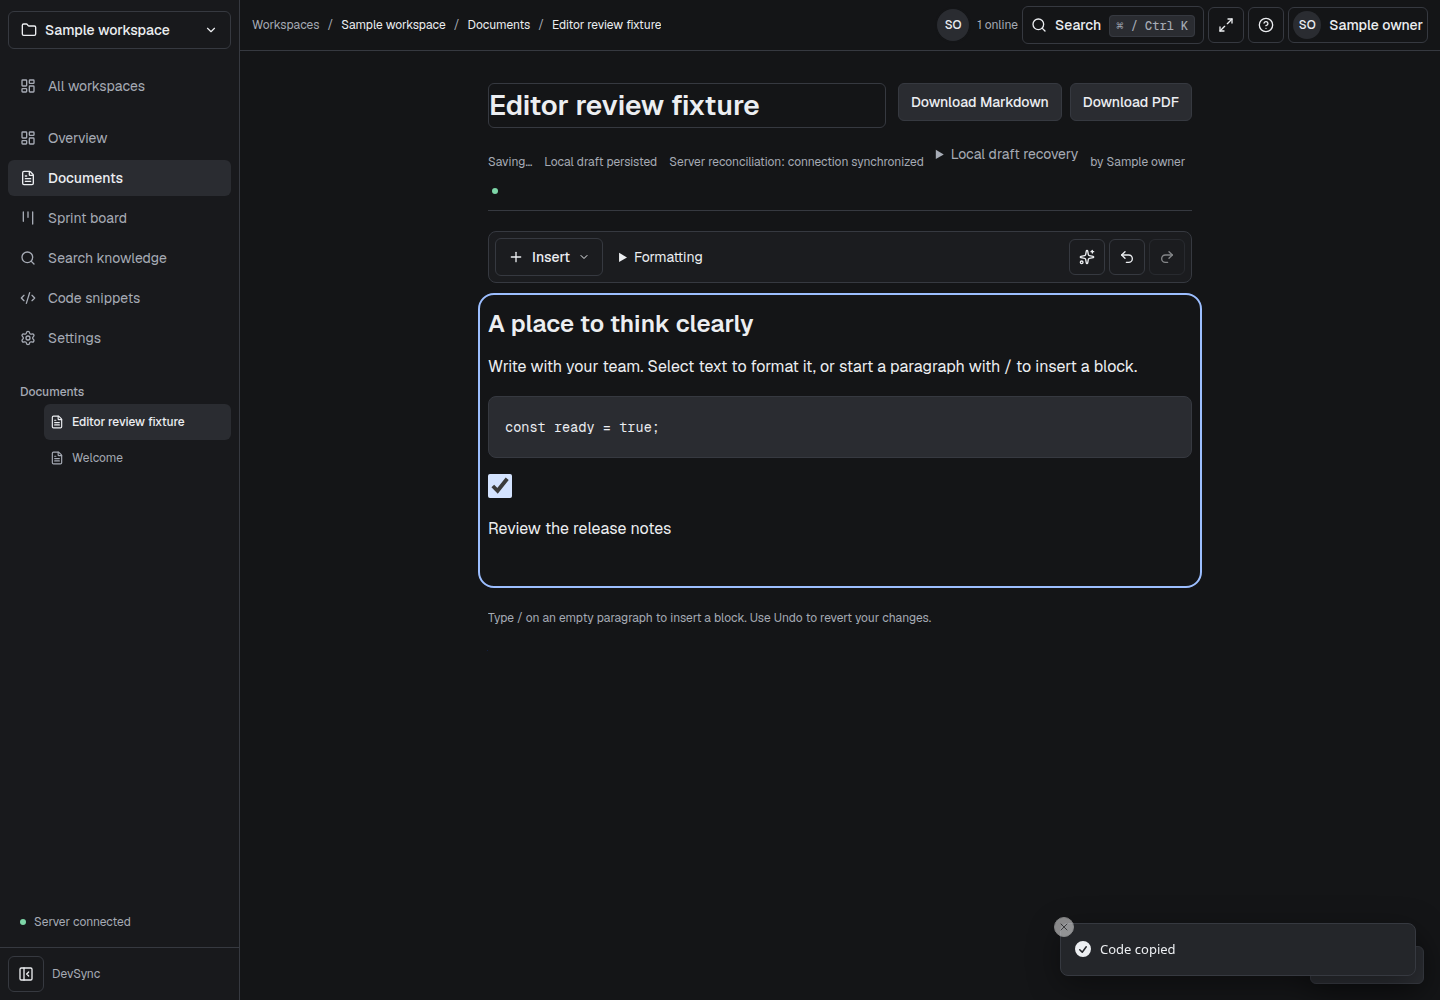 Sample workspace
All workspaces
Overview
Documents
Sprint board
Search knowledge
Code snippets
Settings
Documents
Editor review fixture
Welcome
Server connected
DevSync
Workspaces / Sample workspace / Documents / Editor review fixture
SO 1 online Search ⌘ / Ctrl K SO Sample owner
Editor review fixture
Download Markdown Download PDF
Saving... Local draft persisted Server reconciliation: connection synchronized Local draft recovery by Sample owner
Insert Formatting
A place to think clearly
Write with your team. Select text to format it, or start a paragraph with / to insert a block.
const ready = true;
Review the release notes
Type / on an empty paragraph to insert a block. Use Undo to revert your changes.
Code copied